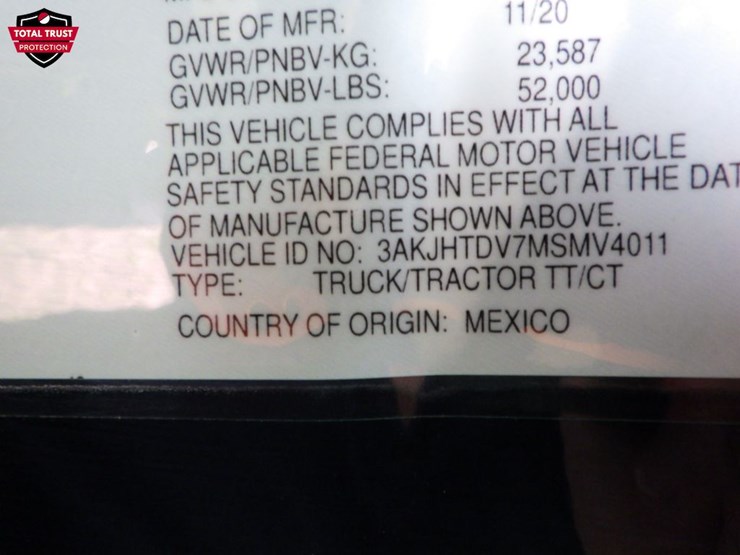 TOTAL TRUST
PROTECTION
DATE OF MFR: 11/20
GVWR/PNBV-KG: 23,587
GVWR/PNBV-LBS: 52,000
THIS VEHICLE COMPLIES WITH ALL
APPLICABLE FEDERAL MOTOR VEHICLE
SAFETY STANDARDS IN EFFECT AT THE DAT
OF MANUFACTURE SHOWN ABOVE.
VEHICLE ID NO: 3AKJHTDV7MSMV4011
TYPE: TRUCK/TRACTOR TT/CT
COUNTRY OF ORIGIN: MEXICO